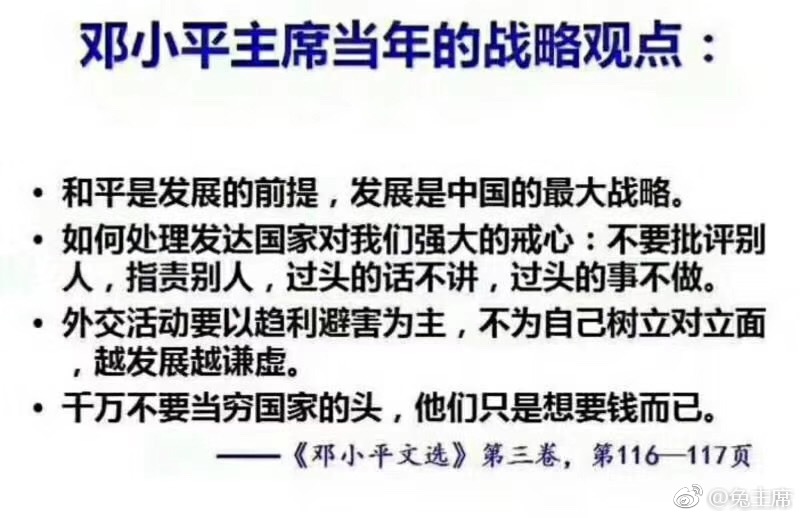 邓小平主席当年的战略观点：
• 和平是发展的前提，发展是中国的最大战略。
• 如何处理发达国家对我们强大的戒心：不要批评别
人，指责别人，过头的话不讲，过头的事不做。
• 外交活动要以趋利避害为主，不为自己树立对立面
，越发展越谦虚。
• 千万不要当穷国家的头，他们只是想要钱而已。
——《邓小平文选》第三卷，第116—117页
@兔主席